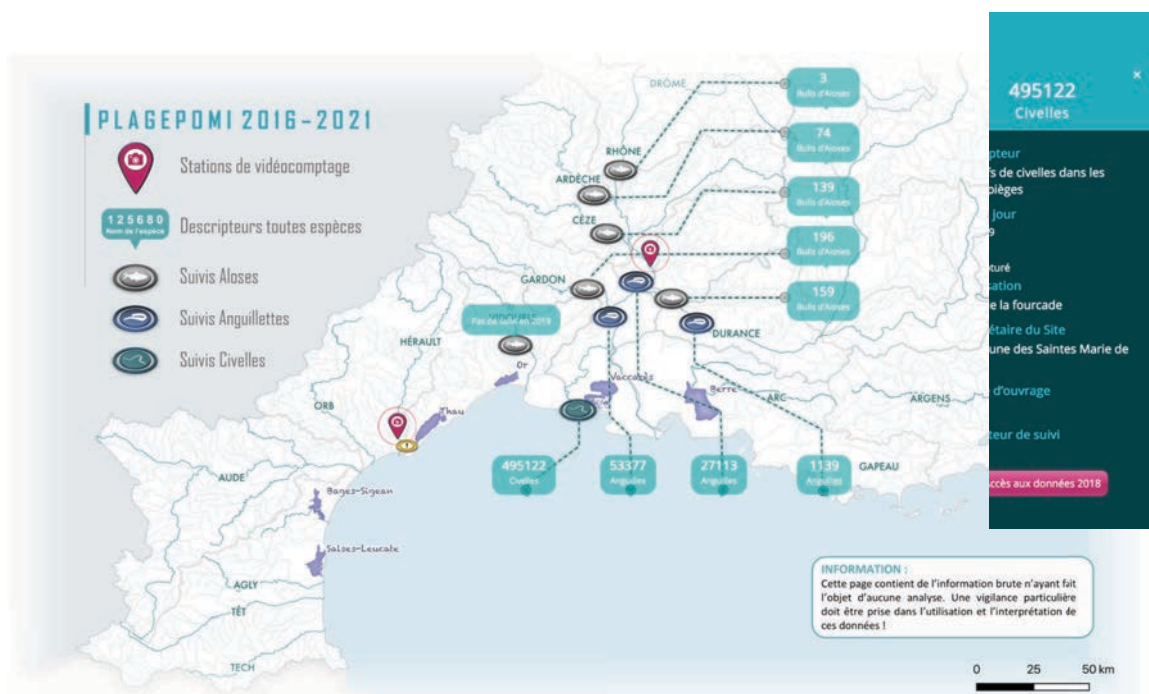 PLAGEPOMI 2016-2021
Stations de vidéocomptage
125680
Nom de l'espèce
Descripteurs toutes espèces
Suivis Aloses
Suivis Anguillettes
Suivis Civelles
DRÔME
RHÔNE
ARDÈCHE
CÈZE
GARDON
VIDOURLE
Pas de suivi en 2019
HÉRAULT
DURANCE
ORB
Or
Thau
Vaccarès
Berre
ARC
ARGENS
GAPEAU
AUDE
Bages-Sigean
Salses-Leucate
AGLY
TÊT
TECH
3
Bulls d'Aloses
74
Bulls d'Aloses
139
Bulls d'Aloses
196
Bulls d'Aloses
159
Bulls d'Aloses
495122
Civelles
53377
Anguilles
27113
Anguilles
1139
Anguilles
×
495122
Civelles
pteur
fs de civelles dans les
pièges
jour
9
turé
sation
e la fourcade
étaire du Site
une des Saintes Marie de
d'ouvrage
teur de suivi
ccès aux données 2018
INFORMATION :
Cette page contient de l'information brute n'ayant fait
l'objet d'aucune analyse. Une vigilance particulière
doit être prise dans l'utilisation et l'interprétation de
ces données !
0 25 50 km